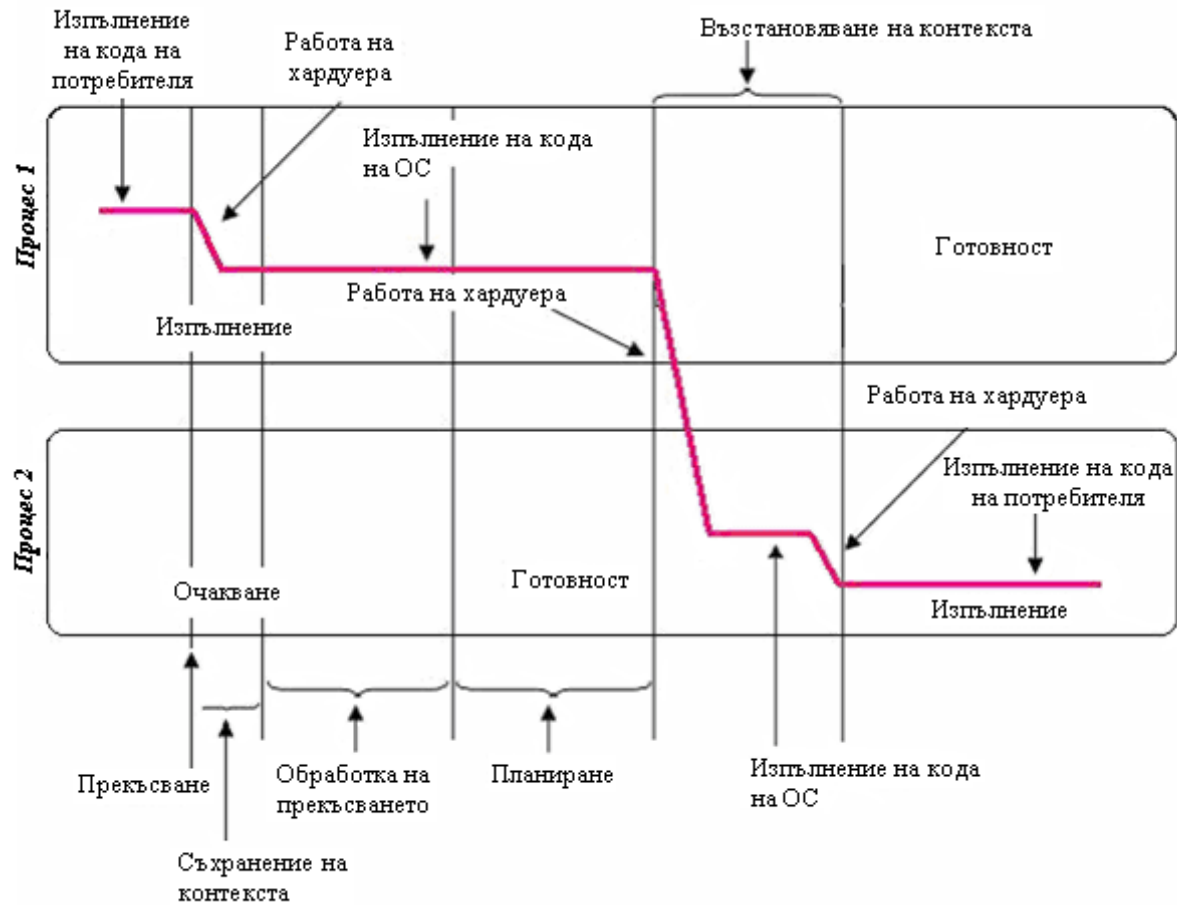 Изпълнение
на кода на
потребителя
Работа на
хардуера
Възстановяване на контекста
Процес 1
Изпълнение на кода
на ОС
Готовност
Работа на хардуера
Изпълнение
Работа на хардуера
Процес 2
Изпълнение на кода
на потребителя
Очакване
Готовност
Изпълнение
Прекъсване
Обработка на
прекъсването
Планиране
Изпълнение на кода
на ОС
Съхранение на
контекста